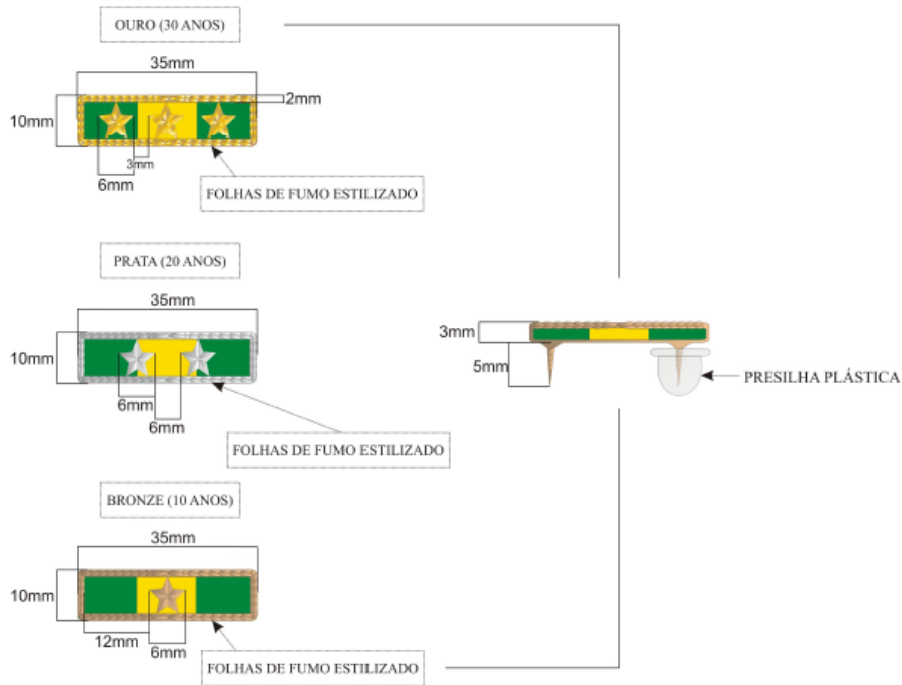 OURO (30 ANOS)
35mm
2mm
10mm
3mm
6mm
FOLHAS DE FUMO ESTILIZADO
PRATA (20 ANOS)
35mm
10mm
6mm
6mm
FOLHAS DE FUMO ESTILIZADO
3mm
5mm
PRESILHA PLÁSTICA
BRONZE (10 ANOS)
35mm
10mm
12mm
6mm
FOLHAS DE FUMO ESTILIZADO